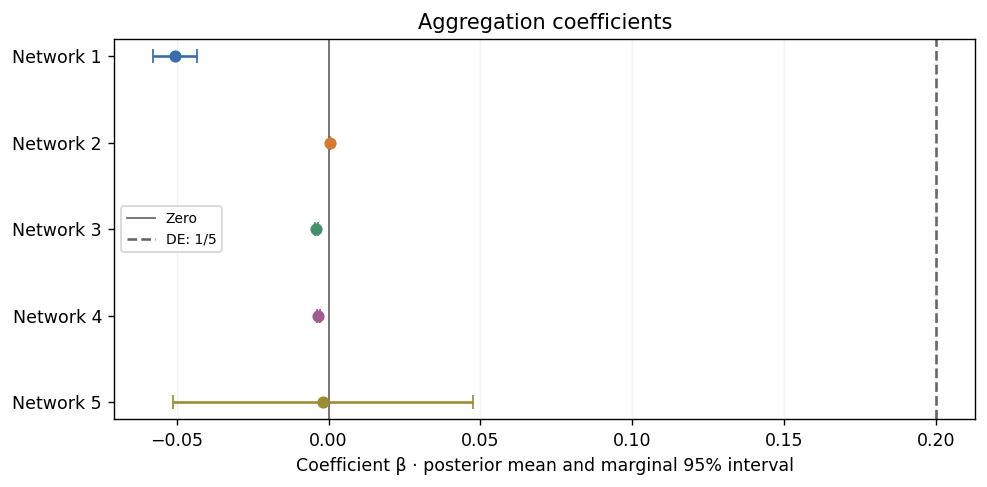 Aggregation coefficients
Network 1
Network 2
Network 3
Network 4
Network 5
Zero
DE: 1/5
−0.05 0.00 0.05 0.10 0.15 0.20
Coefficient β · posterior mean and marginal 95% interval